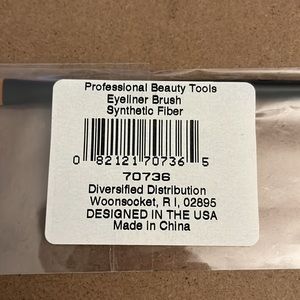 Professional Beauty Tools
Eyeliner Brush
Synthetic Fiber
0 82121 70736 5
70736
Diversified Distribution
Woonsocket, R I, 02895
DESIGNED IN THE USA
Made in China